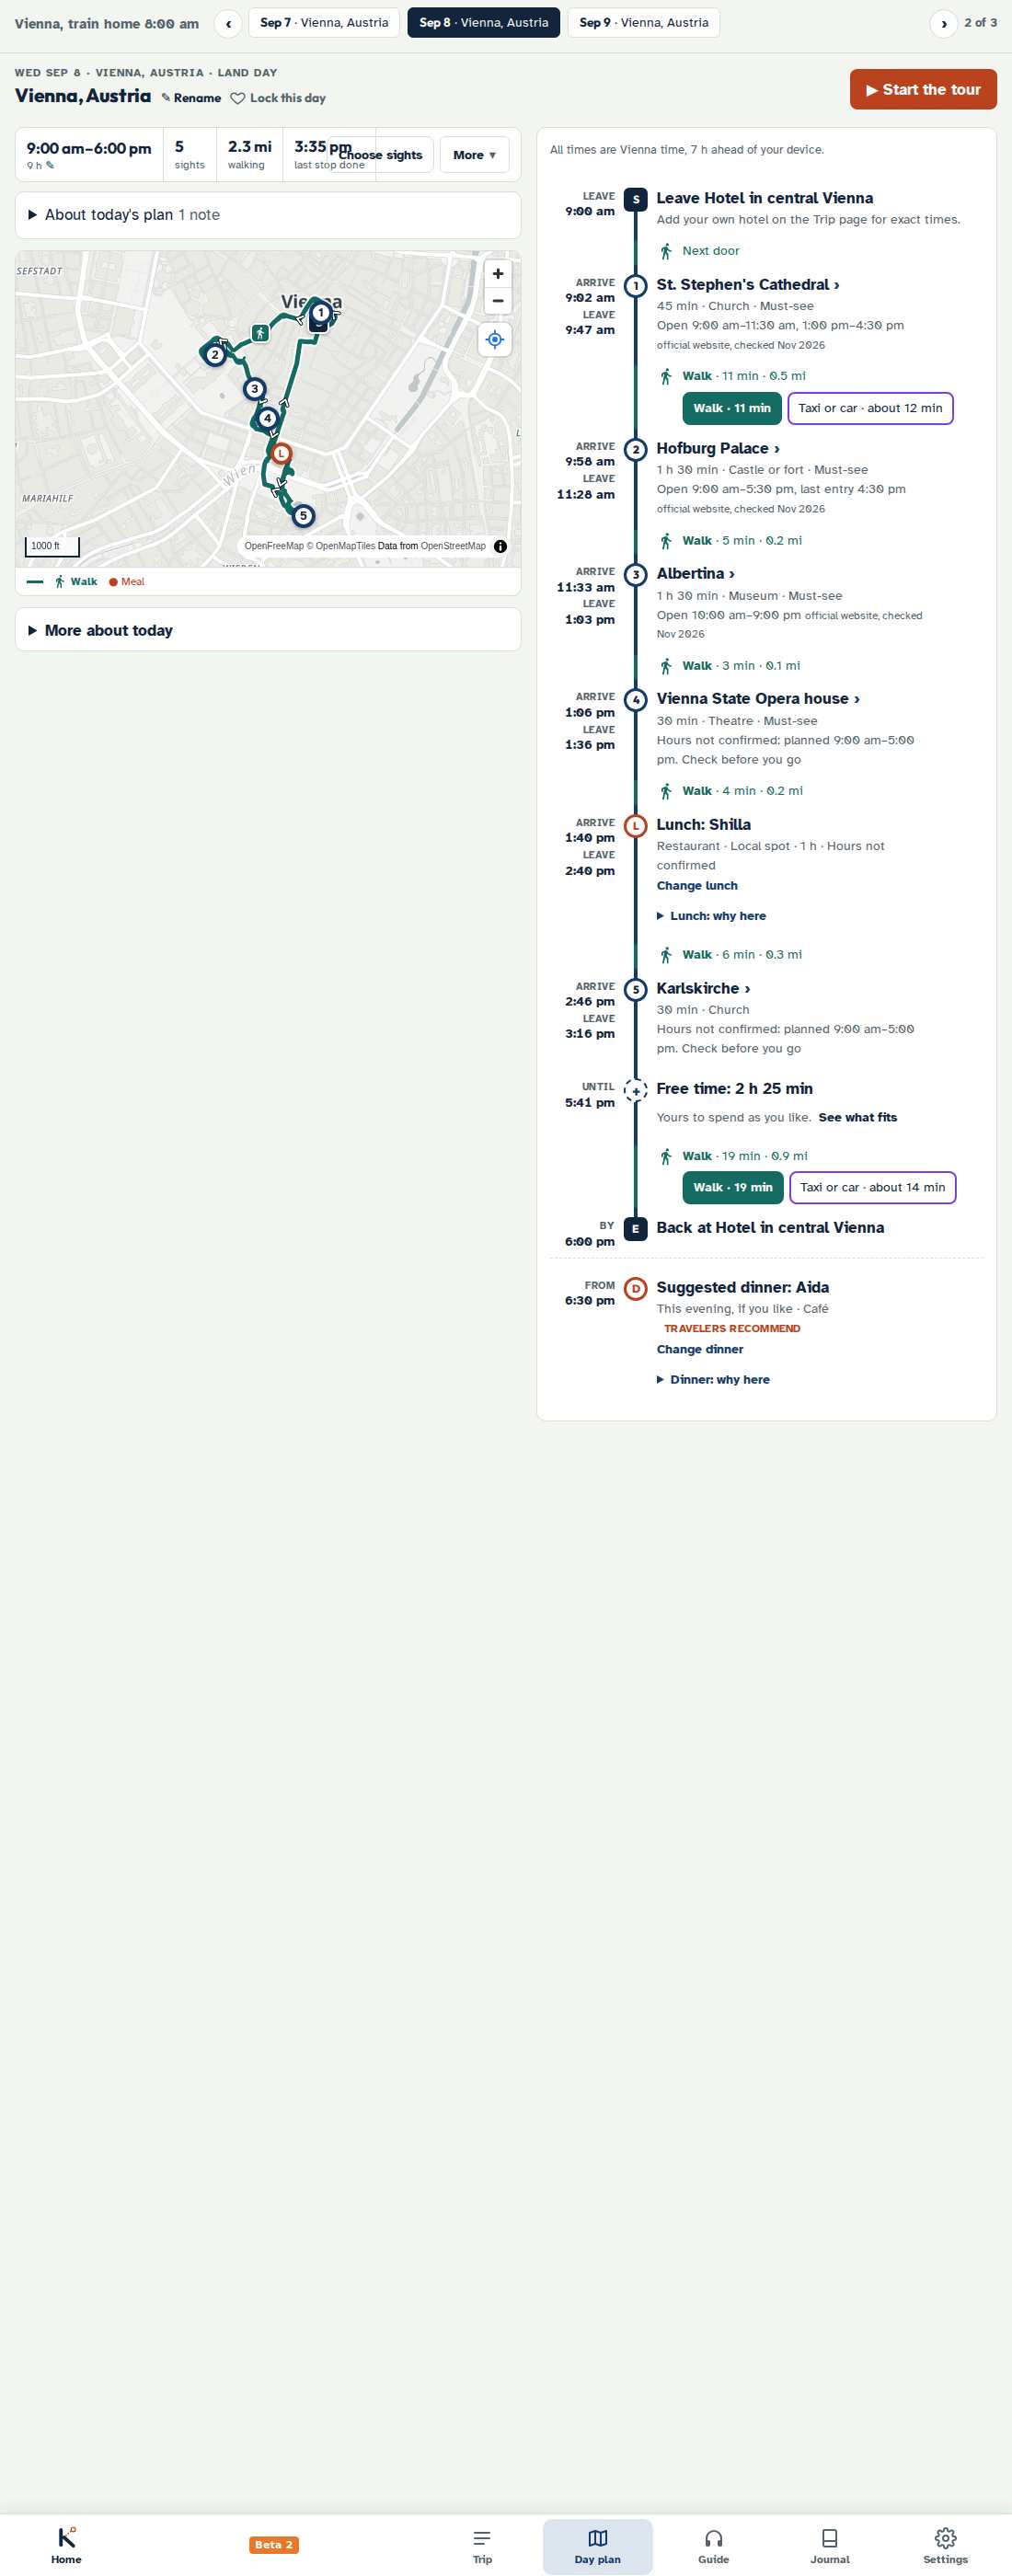 Vienna, train home 8:00 am
‹
Sep 7 · Vienna, Austria
Sep 8 · Vienna, Austria
Sep 9 · Vienna, Austria
›
2 of 3
WED SEP 8 · VIENNA, AUSTRIA · LAND DAY
Vienna, Austria ✎ Rename Lock this day
▶ Start the tour
9:00 am–6:00 pm
9 h ✎
5
sights
2.3 mi
walking
3:35 pm
last stop done
Choose sights
More ▾
▶ About today's plan 1 note
SEFSTADT
Vienna
1
2
3
4
L
5
Wien
MARIAHILF
WIEDEN
+
−
1000 ft
OpenFreeMap © OpenMapTiles Data from OpenStreetMap
Walk
Meal
▶ More about today
All times are Vienna time, 7 h ahead of your device.
LEAVE
9:00 am
S
Leave Hotel in central Vienna
Add your own hotel on the Trip page for exact times.
Next door
ARRIVE
9:02 am
LEAVE
9:47 am
1
St. Stephen's Cathedral ›
45 min · Church · Must-see
Open 9:00 am–11:30 am, 1:00 pm–4:30 pm
official website, checked Nov 2026
Walk · 11 min · 0.5 mi
Walk · 11 min
Taxi or car · about 12 min
ARRIVE
9:58 am
LEAVE
11:28 am
2
Hofburg Palace ›
1 h 30 min · Castle or fort · Must-see
Open 9:00 am–5:30 pm, last entry 4:30 pm
official website, checked Nov 2026
Walk · 5 min · 0.2 mi
ARRIVE
11:33 am
LEAVE
1:03 pm
3
Albertina ›
1 h 30 min · Museum · Must-see
Open 10:00 am–9:00 pm official website, checked
Nov 2026
Walk · 3 min · 0.1 mi
ARRIVE
1:06 pm
LEAVE
1:36 pm
4
Vienna State Opera house ›
30 min · Theatre · Must-see
Hours not confirmed: planned 9:00 am–5:00
pm. Check before you go
Walk · 4 min · 0.2 mi
ARRIVE
1:40 pm
LEAVE
2:40 pm
L
Lunch: Shilla
Restaurant · Local spot · 1 h · Hours not
confirmed
Change lunch
▶ Lunch: why here
Walk · 6 min · 0.3 mi
ARRIVE
2:46 pm
LEAVE
3:16 pm
5
Karlskirche ›
30 min · Church
Hours not confirmed: planned 9:00 am–5:00
pm. Check before you go
UNTIL
5:41 pm
+
Free time: 2 h 25 min
Yours to spend as you like. See what fits
Walk · 19 min · 0.9 mi
Walk · 19 min
Taxi or car · about 14 min
BY
6:00 pm
E
Back at Hotel in central Vienna
FROM
6:30 pm
D
Suggested dinner: Aida
This evening, if you like · Café
TRAVELERS RECOMMEND
Change dinner
▶ Dinner: why here
Home
Beta 2
Trip
Day plan
Guide
Journal
Settings